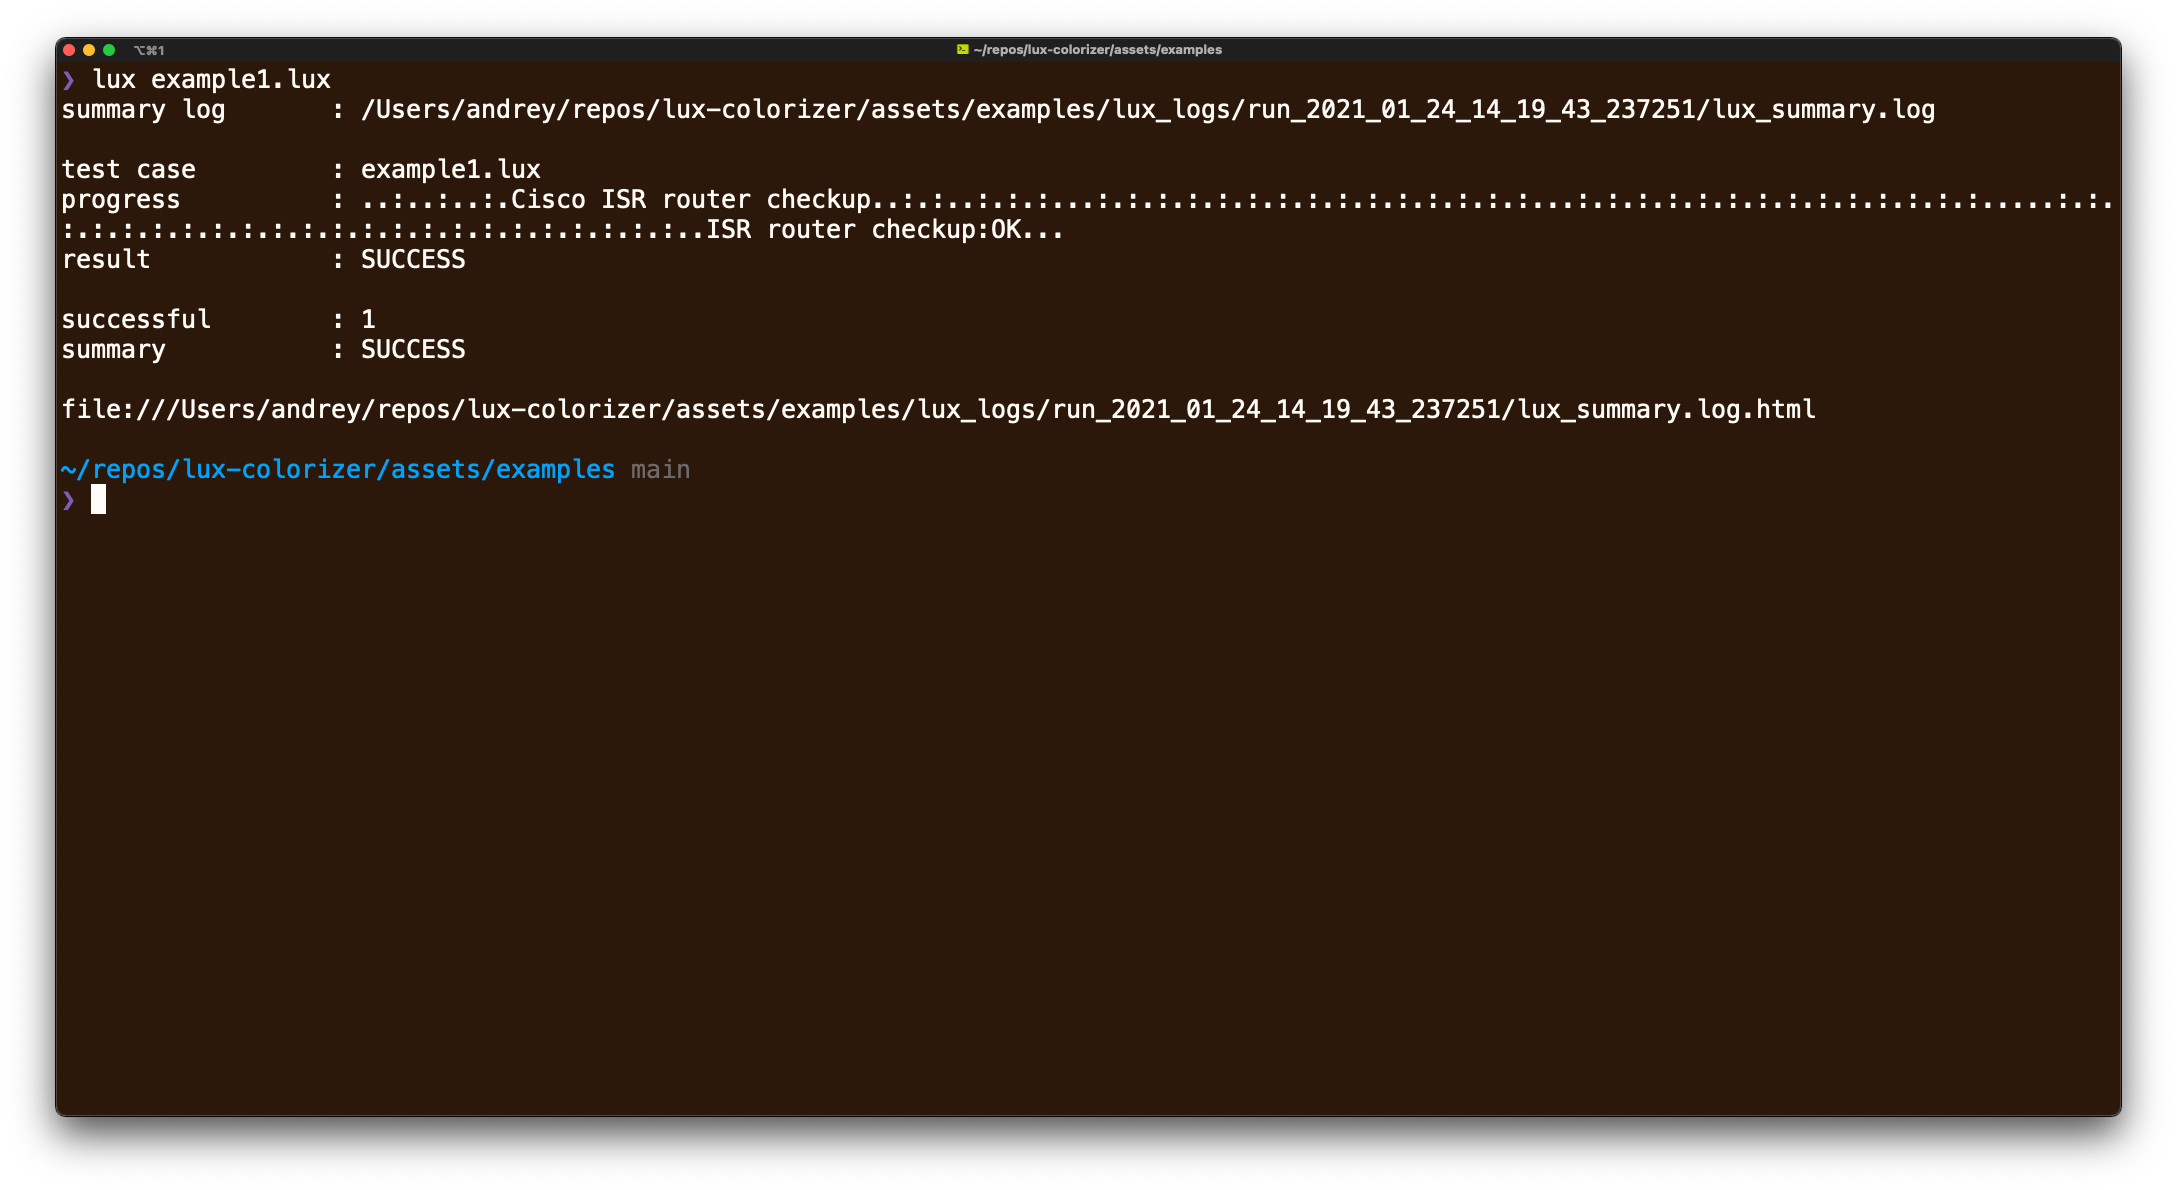 ⌥⌘1
~/repos/lux-colorizer/assets/examples
❯ lux example1.lux
summary log       : /Users/andrey/repos/lux-colorizer/assets/examples/lux_logs/run_2021_01_24_14_19_43_237251/lux_summary.log
test case         : example1.lux
progress          : ..:..:..:.Cisco ISR router checkup..:.:..:.:.:...:.:.:.:.:.:.:.:.:.:.:.:.:.:.:...:.:.:.:.:.:.:.:.:.:.:.:.:.:.....:.:.
:.:.:.:.:.:.:.:.:.:.:.:.:.:.:.:.:.:.:.:.:..ISR router checkup:OK...
result            : SUCCESS
successful        : 1
summary           : SUCCESS
file:///Users/andrey/repos/lux-colorizer/assets/examples/lux_logs/run_2021_01_24_14_19_43_237251/lux_summary.log.html
~/repos/lux-colorizer/assets/examples main
❯